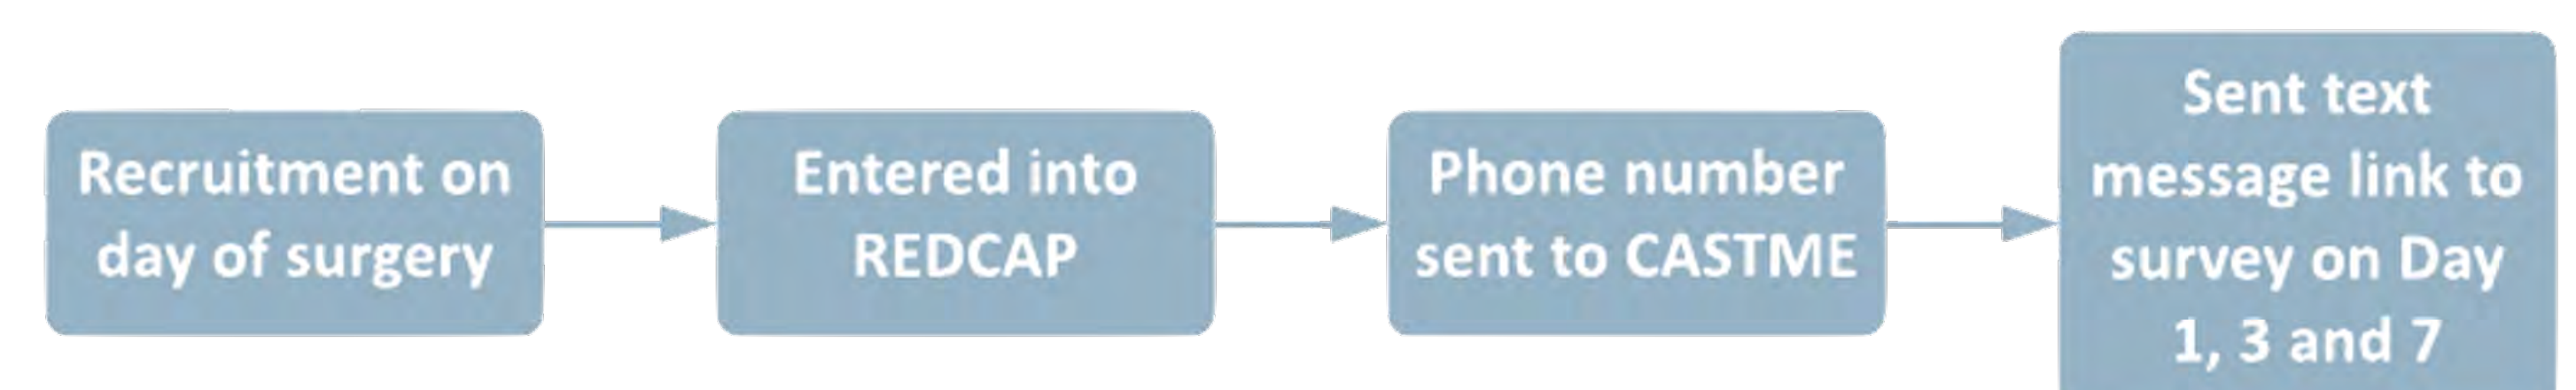 Recruitment on
day of surgery
Entered into
REDCAP
Phone number
sent to CASTME
Sent text
message link to
survey on Day
1, 3 and 7